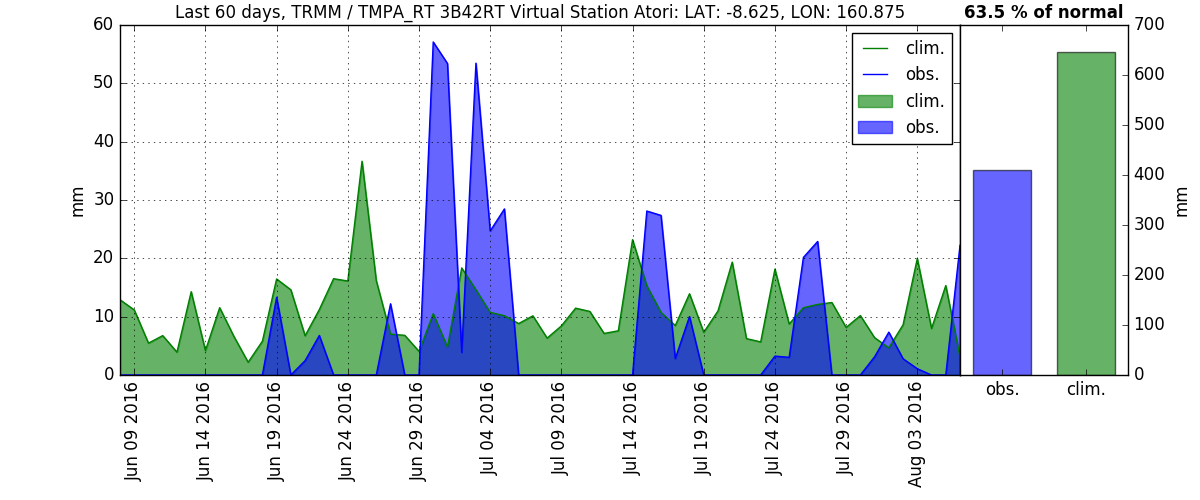 Last 60 days, TRMM / TMPA_RT 3B42RT Virtual Station Atori: LAT: -8.625, LON: 160.875
63.5 % of normal
60
50
40
30
20
10
0
mm
clim.
obs.
clim.
obs.
700
600
500
400
300
200
100
0
mm
obs.
clim.
Jun 09 2016
Jun 14 2016
Jun 19 2016
Jun 24 2016
Jun 29 2016
Jul 04 2016
Jul 09 2016
Jul 14 2016
Jul 19 2016
Jul 24 2016
Jul 29 2016
Aug 03 2016